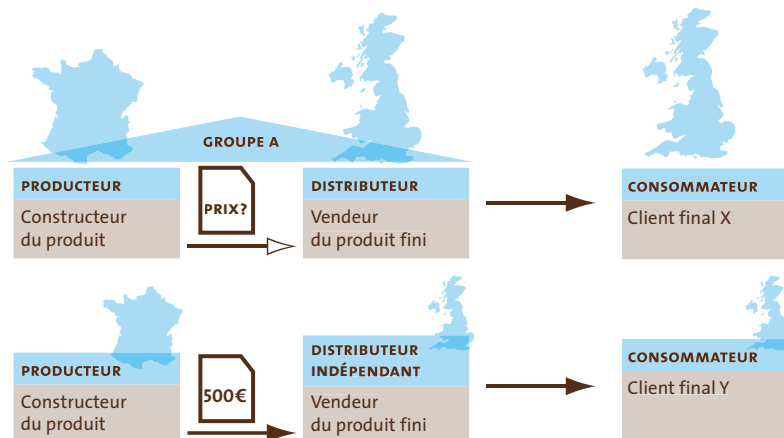 GROUPE A
PRODUCTEUR
Constructeur
du produit
PRIX?
DISTRIBUTEUR
Vendeur
du produit fini
CONSOMMATEUR
Client final X
PRODUCTEUR
Constructeur
du produit
500€
DISTRIBUTEUR
INDÉPENDANT
Vendeur
du produit fini
CONSOMMATEUR
Client final Y